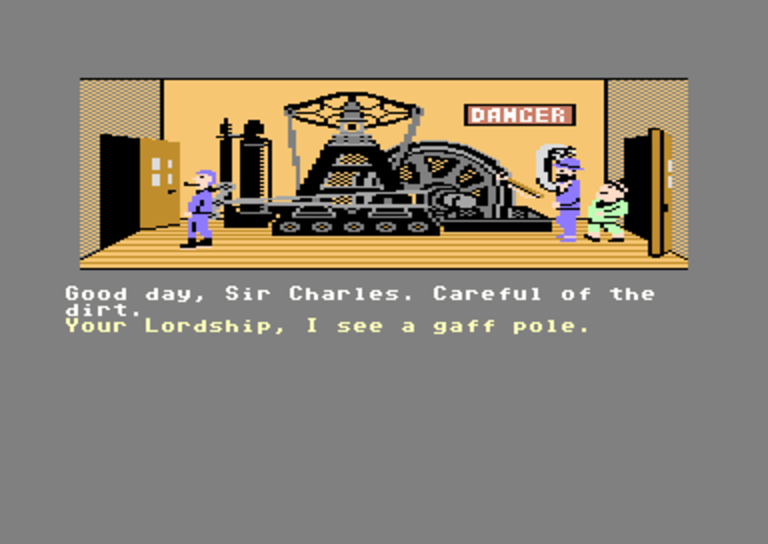 DANGER
Good day, Sir Charles. Careful of the
dirt.
Your Lordship, I see a gaff pole.